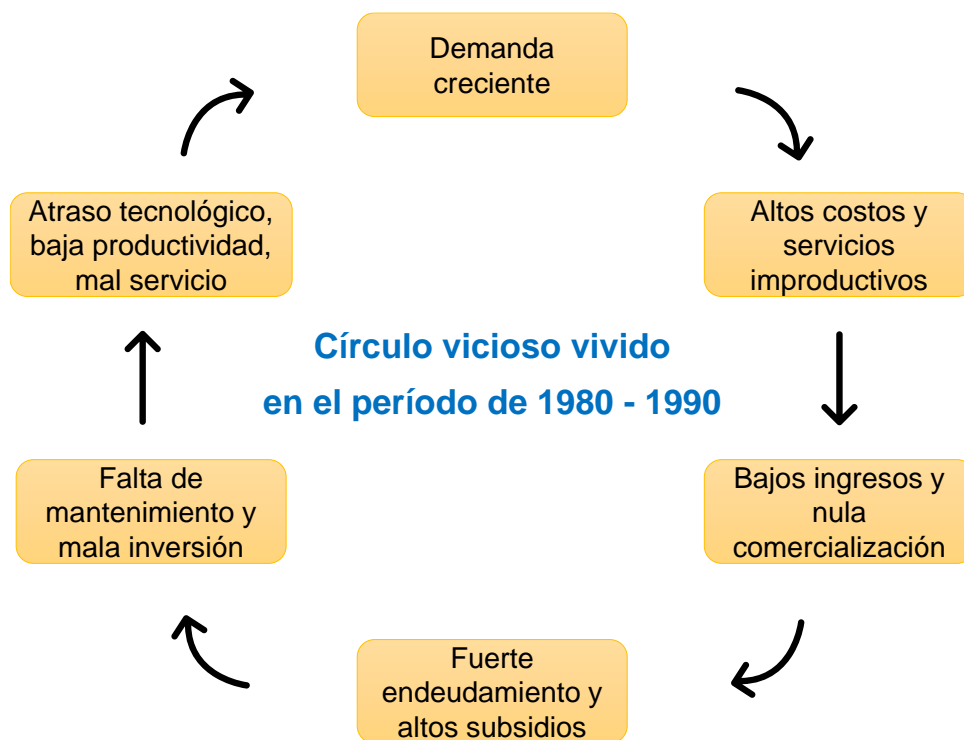 Demanda
creciente
Atraso tecnológico,
baja productividad,
mal servicio
Altos costos y
servicios
improductivos
Círculo vicioso vivido
en el período de 1980 - 1990
Falta de
mantenimiento y
mala inversión
Bajos ingresos y
nula
comercialización
Fuerte
endeudamiento y
altos subsidios